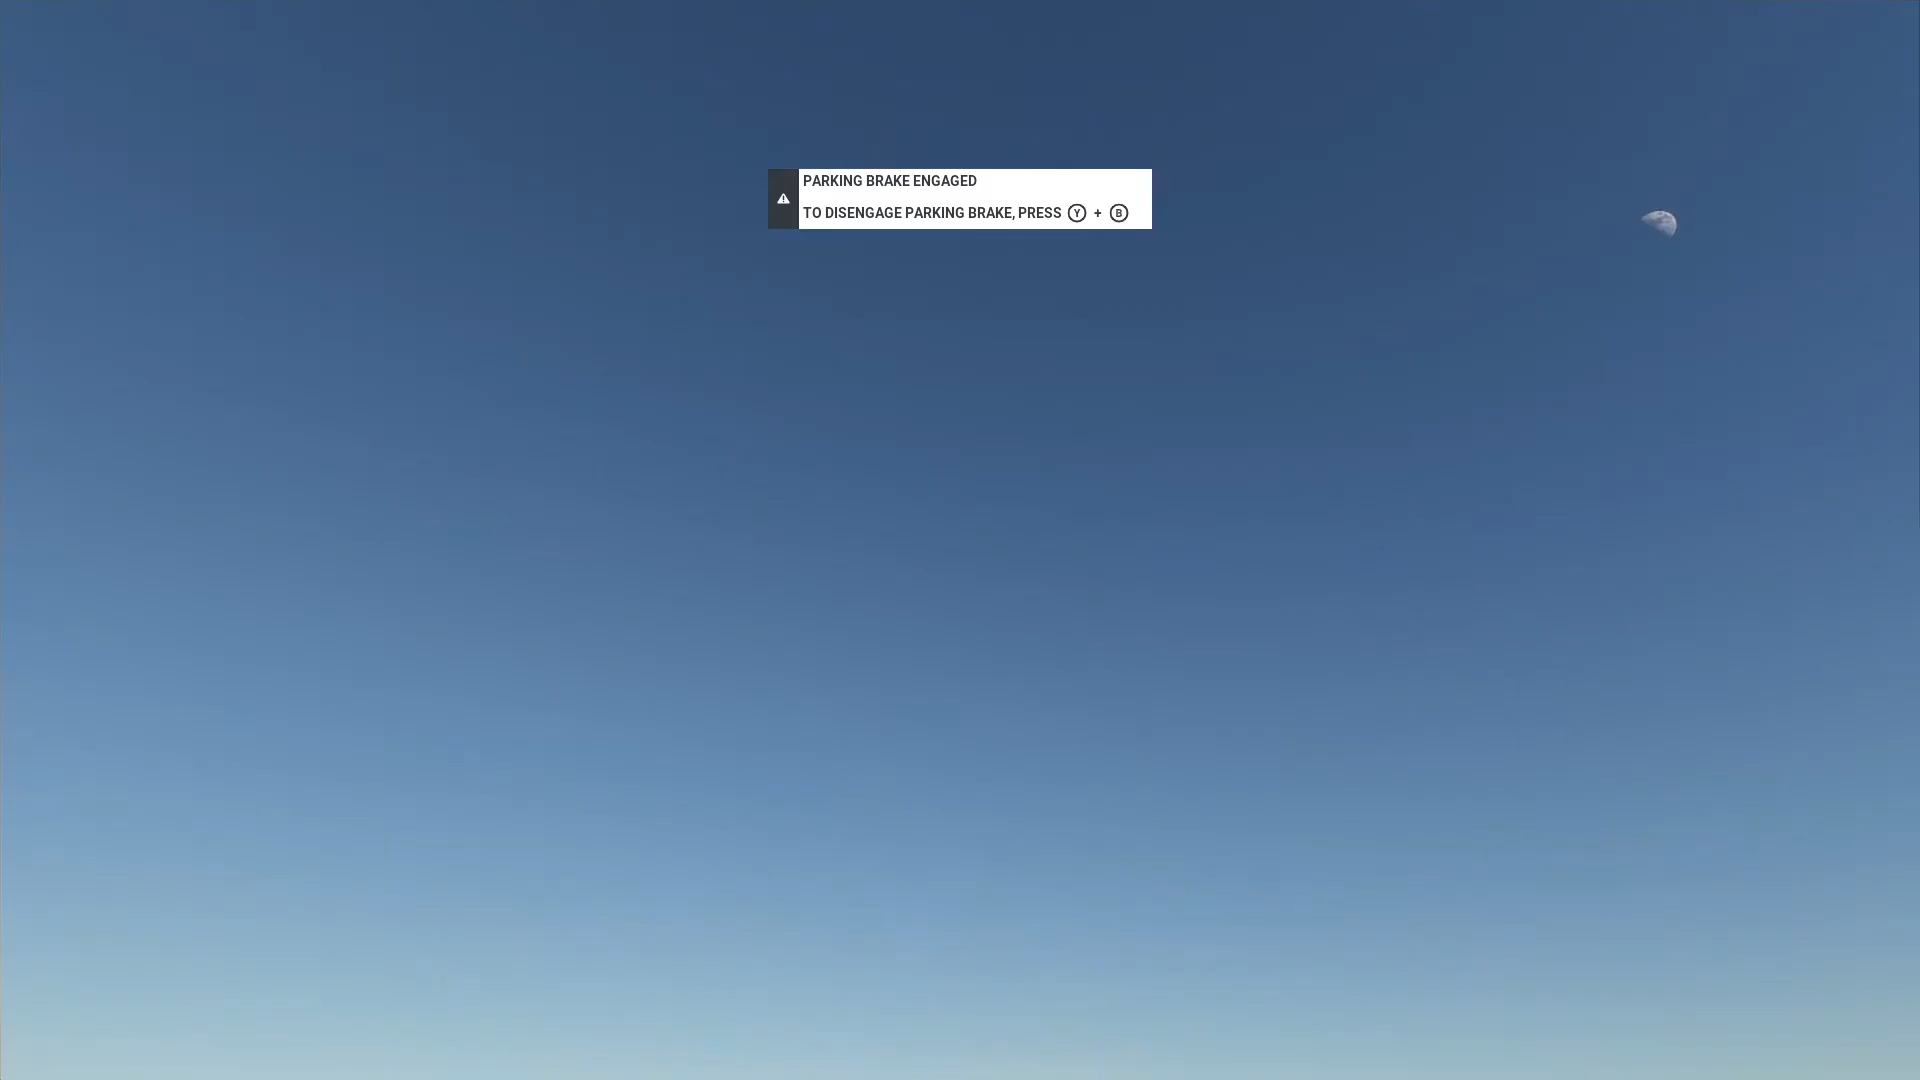 PARKING BRAKE ENGAGED
TO DISENGAGE PARKING BRAKE, PRESS Y + B